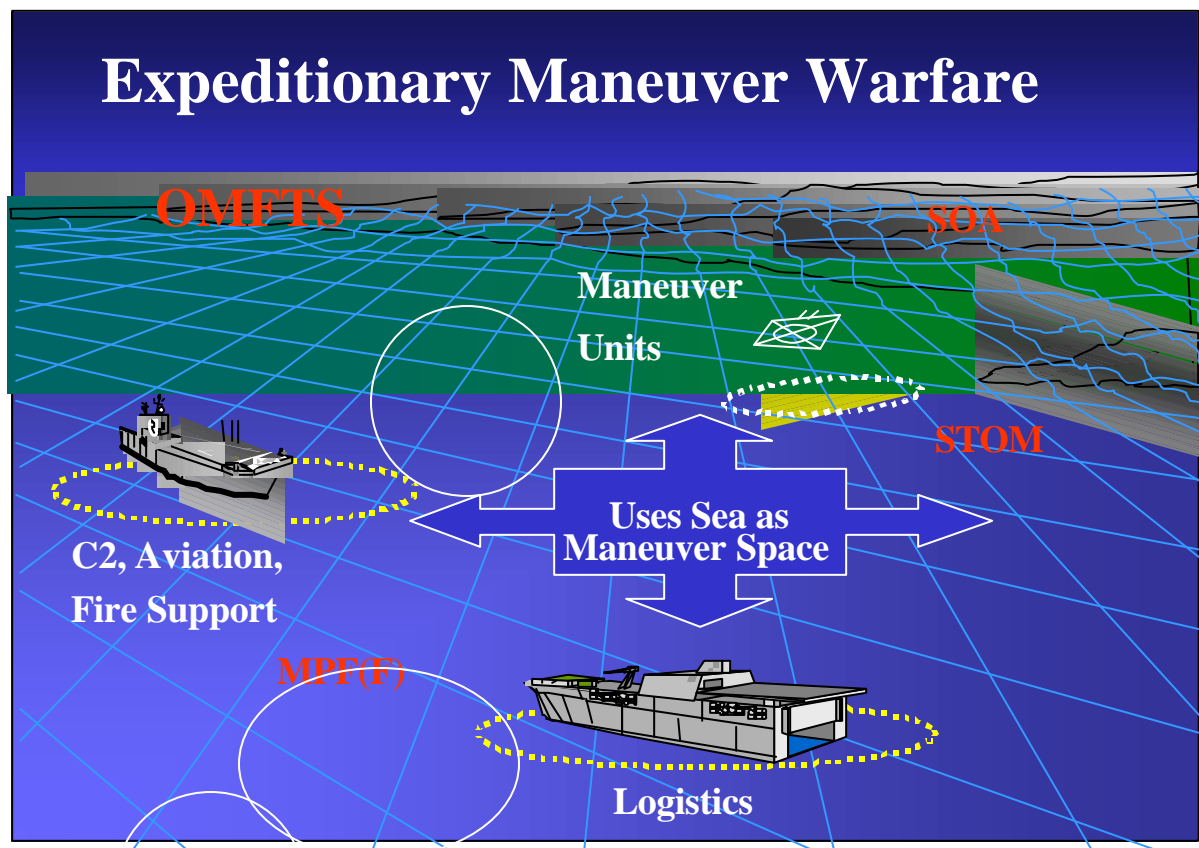 Expeditionary Maneuver Warfare
OMFTS
SOA
Maneuver
Units
STOM
Uses Sea as
Maneuver Space
C2, Aviation,
Fire Support
MPF(F)
Logistics